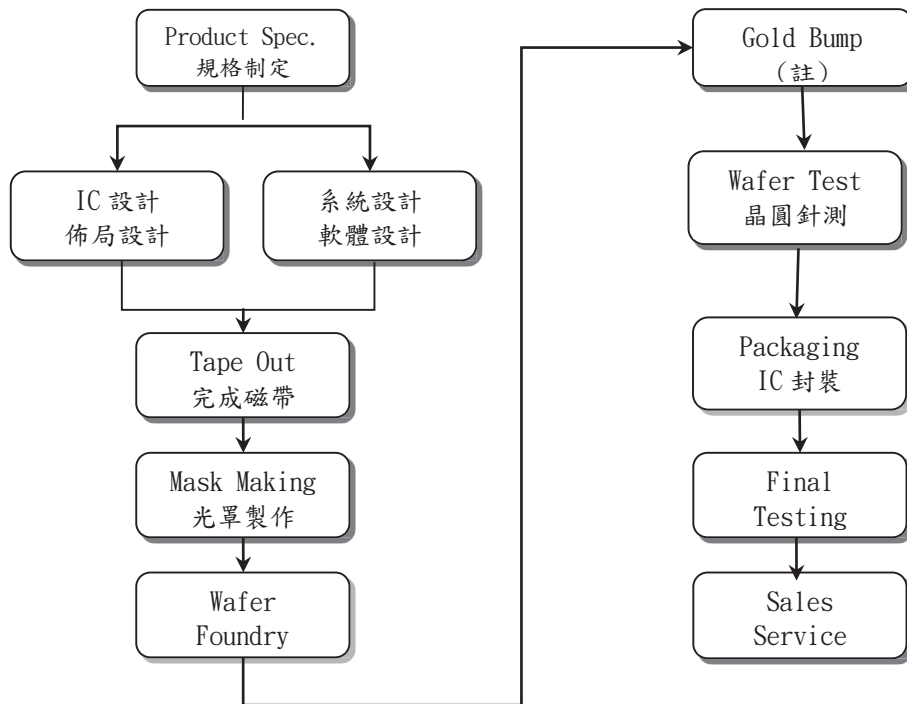 Product Spec.
規格制定
IC 設計
佈局設計
系統設計
軟體設計
Tape Out
完成磁帶
Mask Making
光罩製作
Wafer
Foundry
Gold Bump
(註)
Wafer Test
晶圓針測
Packaging
IC 封裝
Final
Testing
Sales
Service